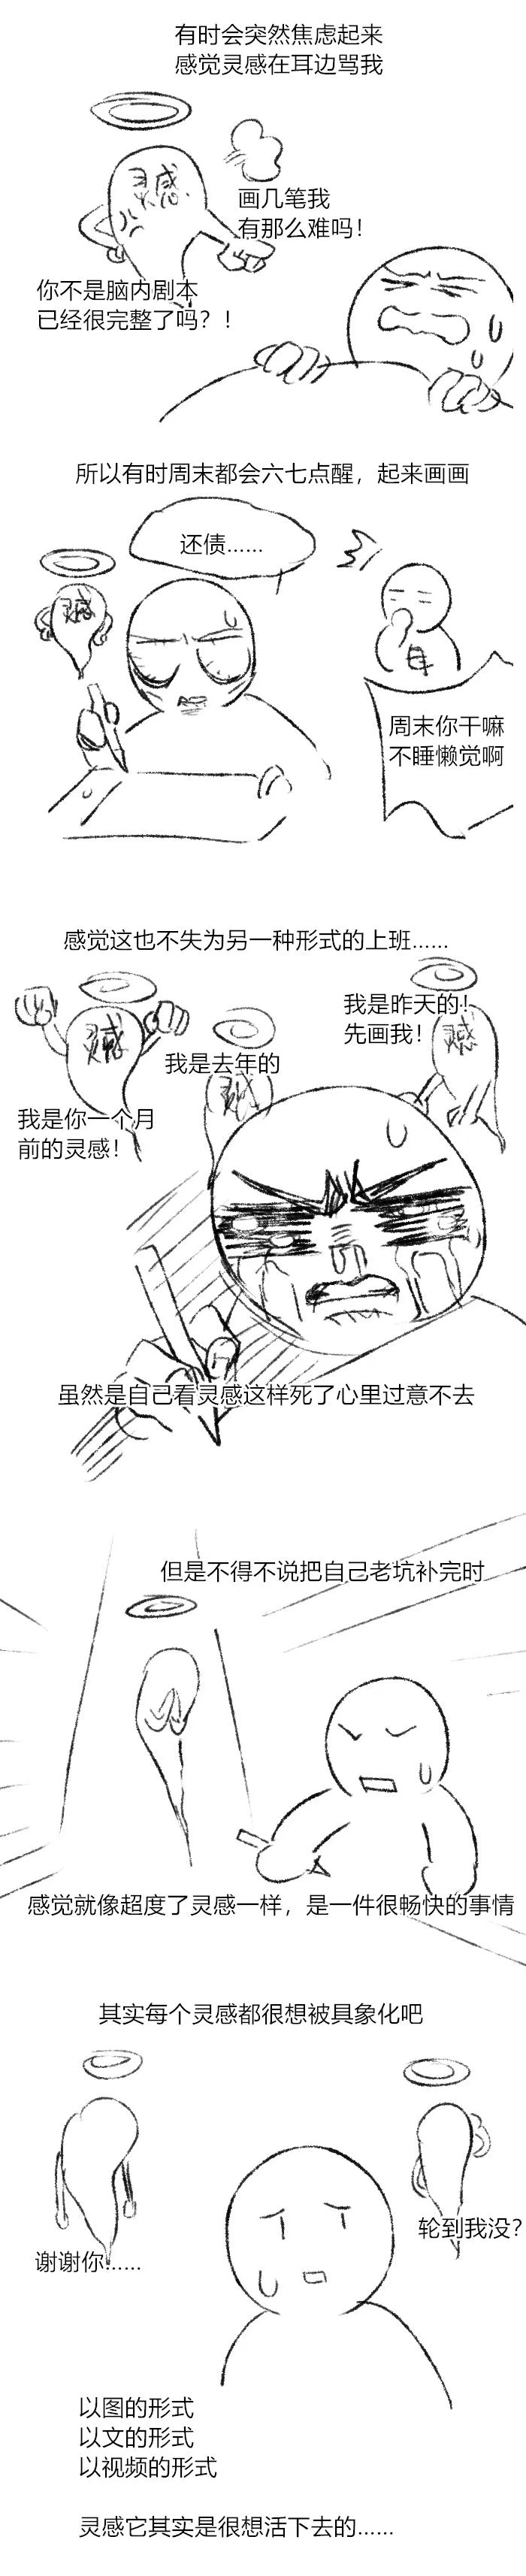 有时会突然焦虑起来
感觉灵感在耳边骂我
灵感
画几笔我
有那么难吗！
你不是脑内剧本
已经很完整了吗？！
所以有时周末都会六七点醒，起来画画
还债……
灵感
母
周末你干嘛
不睡懒觉啊
感觉这也不失为另一种形式的上班……
我是昨天的！
先画我！
灵感
灵感
我是去年的
灵感
我是你一个月
前的灵感！
虽然是自己看灵感这样死了心里过意不去
但是不得不说把自己老坑补完时
感觉就像超度了灵感一样，是一件很畅快的事情
其实每个灵感都很想被具象化吧
轮到我没？
谢谢你……
以图的形式
以文的形式
以视频的形式
灵感它其实是很想活下去的……